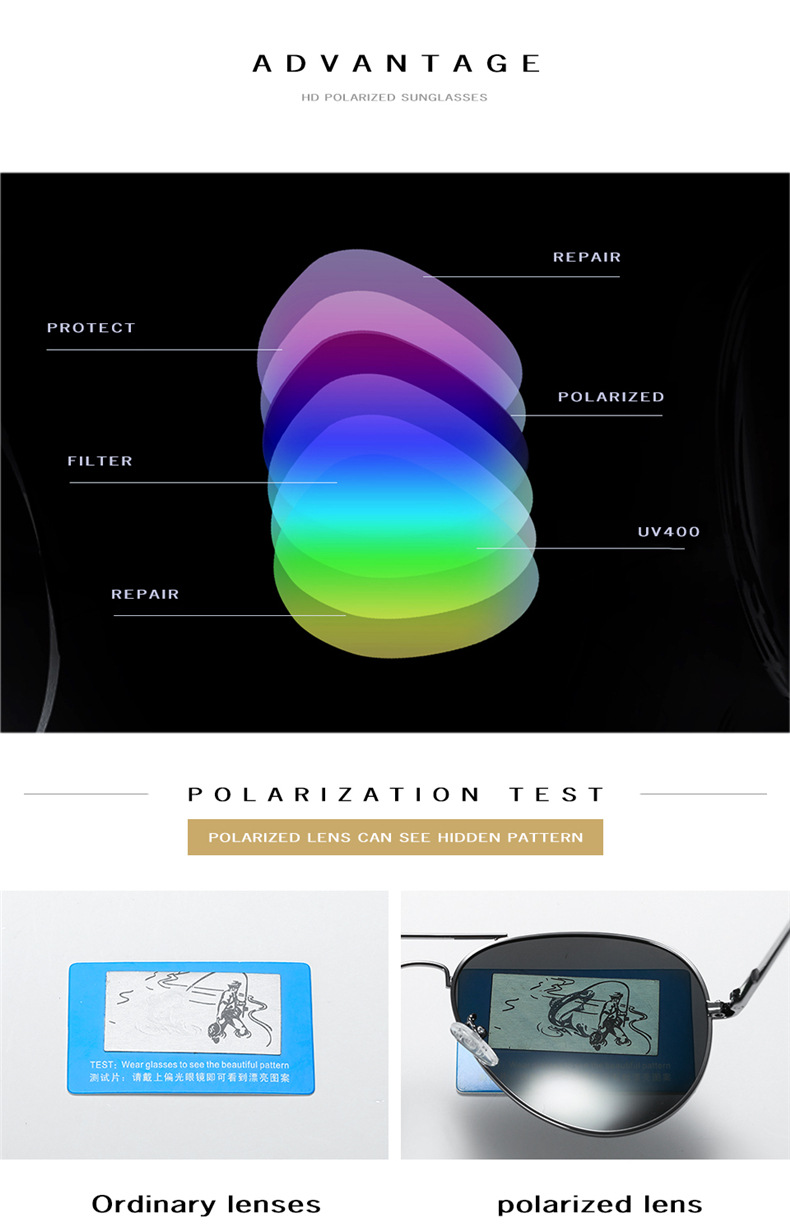 ADVANTAGE
HD POLARIZED SUNGLASSES
REPAIR
PROTECT
POLARIZED
FILTER
UV400
REPAIR
POLARIZATION TEST
POLARIZED LENS CAN SEE HIDDEN PATTERN
TEST: Wear glasses to see the beautiful pattern
测试片：请戴上偏光眼镜即可看到漂亮图案
pattern
Ordinary lenses
polarized lens